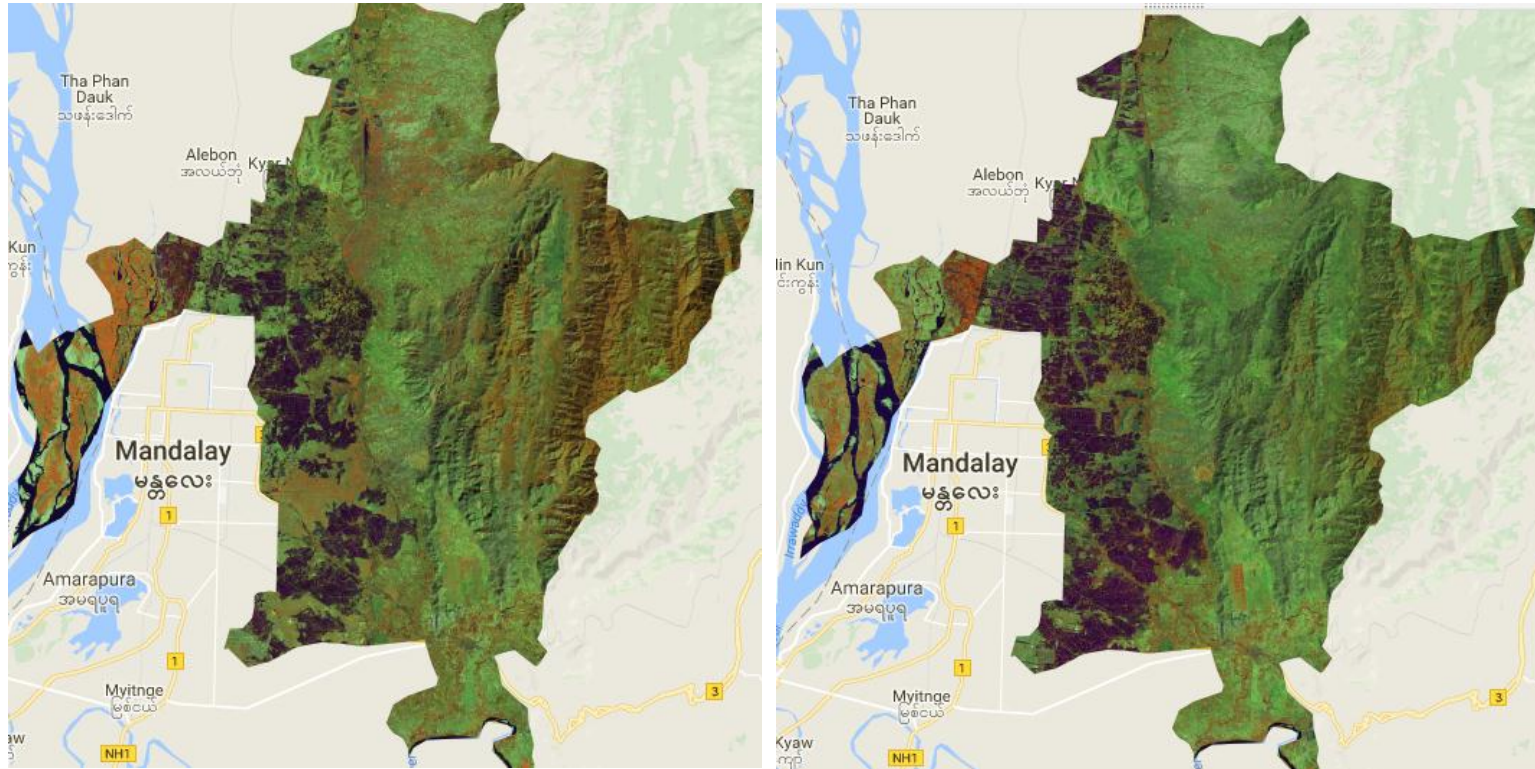 Tha Phan
Dauk
သဖန်းဒေါက်
Alebon
အလယ်ဘုံ
Kun
Mandalay
မန္တလေး
1
Amarapura
အမရပူရ
1
Myitnge
မြစ်ငယ်
3
NH1
Tha Phan
Dauk
သဖန်းဒေါက်
Alebon
အလယ်ဘုံ
Kun
Mandalay
မန္တလေး
1
Irrawaddy
Amarapura
အမရပူရ
1
Myitnge
မြစ်ငယ်
3
Kyaw
NH1